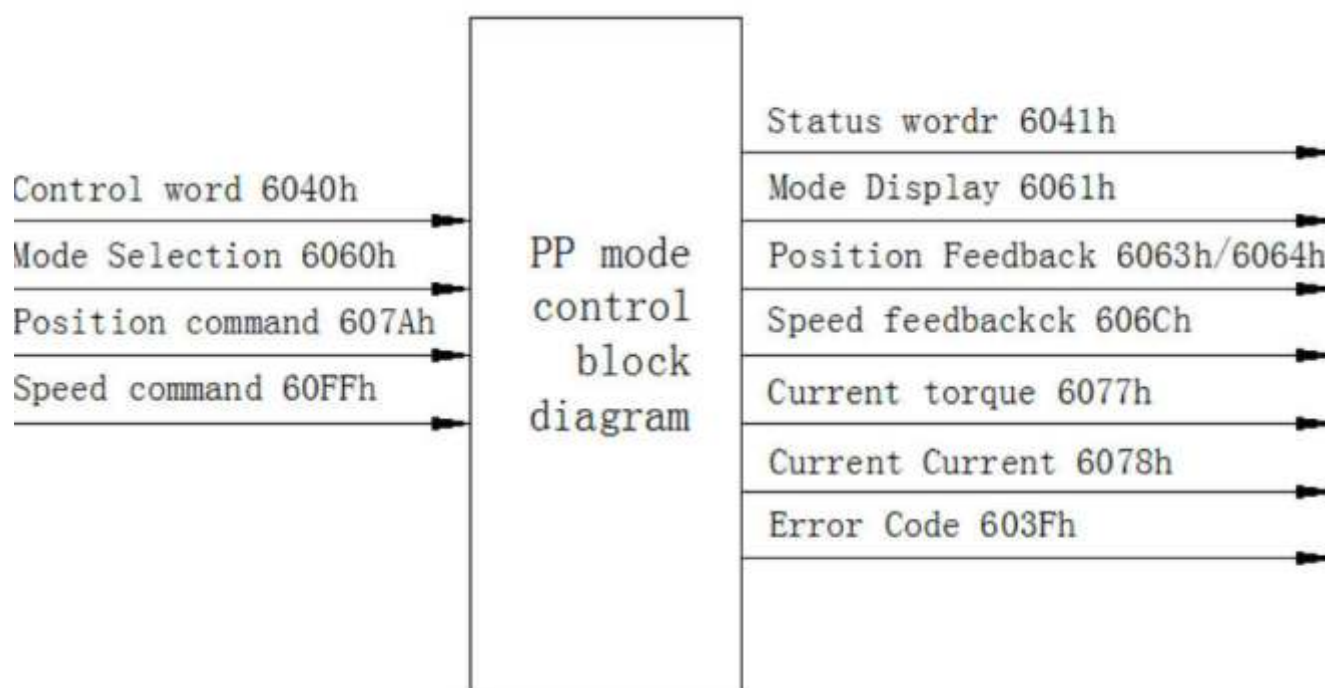 Control word 6040h
Mode Selection 6060h
Position command 607Ah
Speed command 60FFh
PP mode
control
block
diagram
Status wordr 6041h
Mode Display 6061h
Position Feedback 6063h/6064h
Speed feedbackck 606Ch
Current torque 6077h
Current Current 6078h
Error Code 603Fh